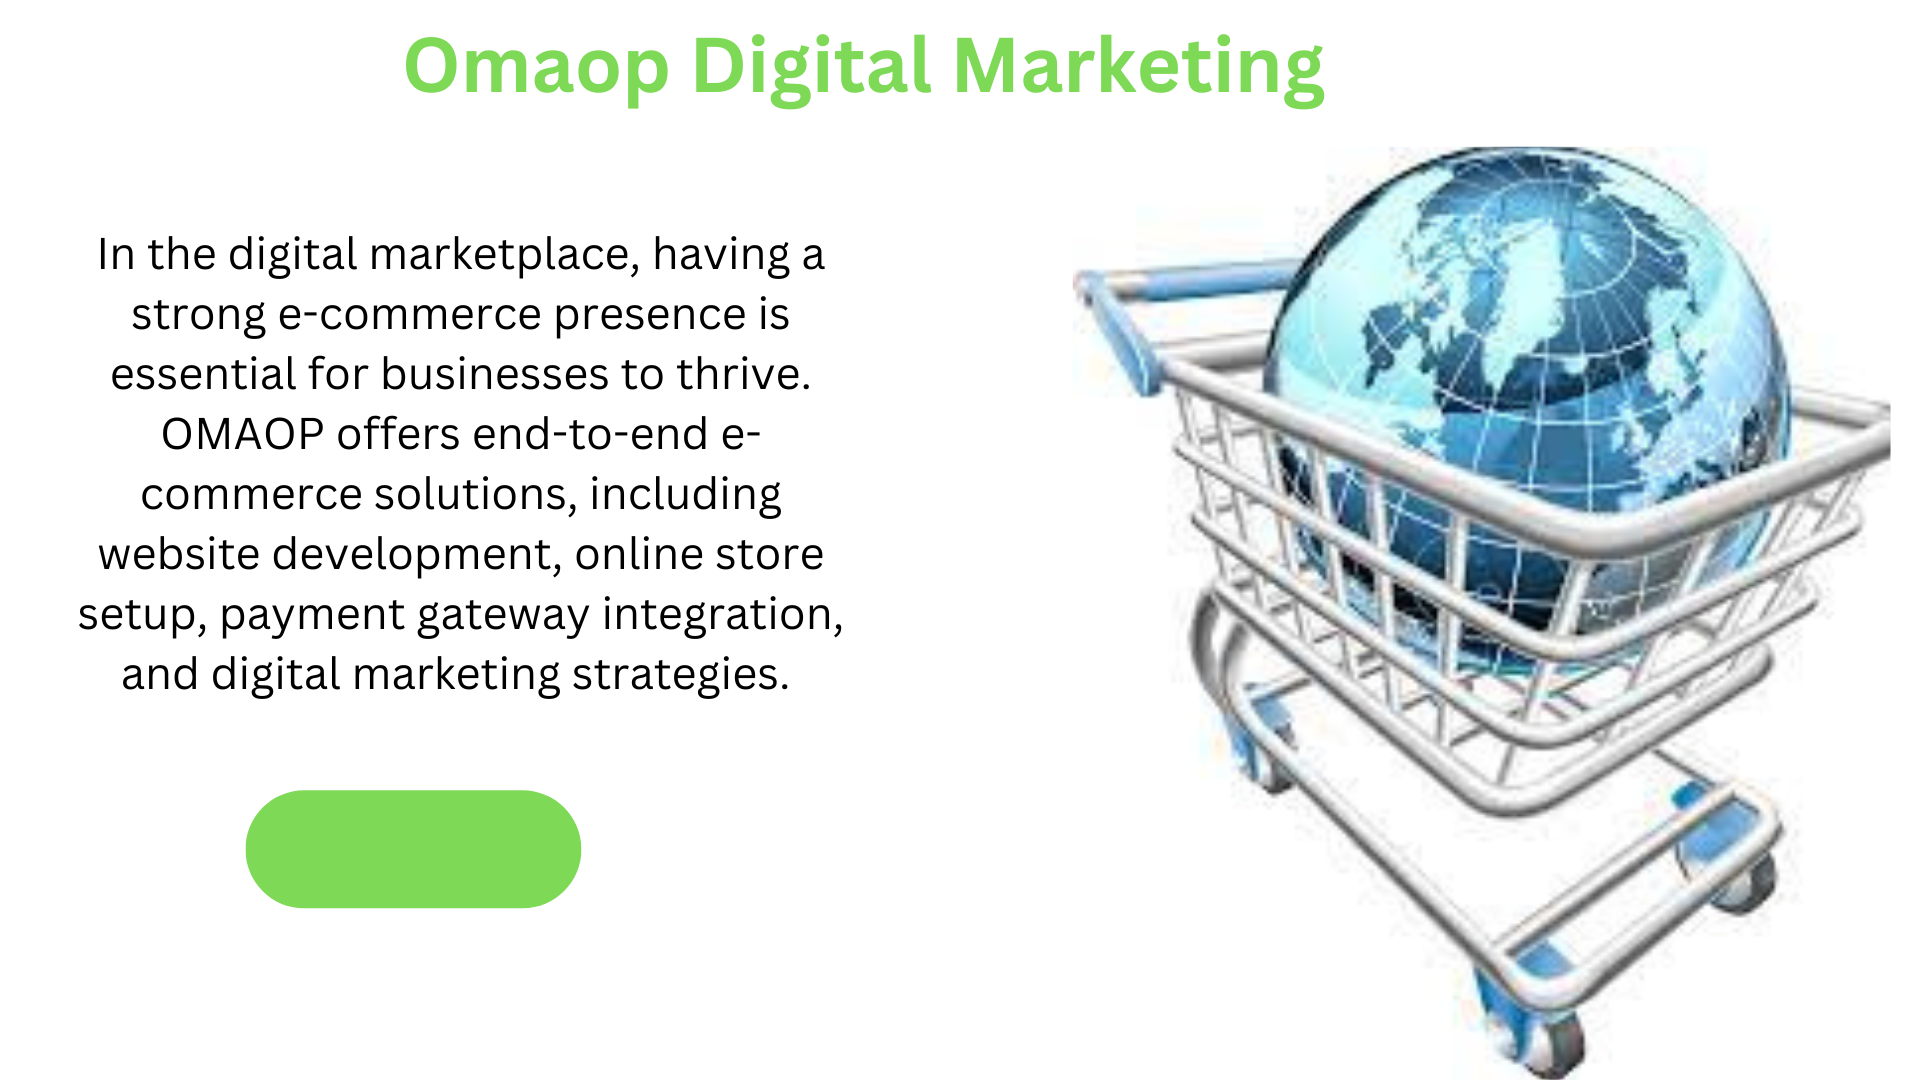 Omaop Digital Marketing
In the digital marketplace, having a
strong e-commerce presence is
essential for businesses to thrive.
OMAOP offers end-to-end e-
commerce solutions, including
website development, online store
setup, payment gateway integration,
and digital marketing strategies.